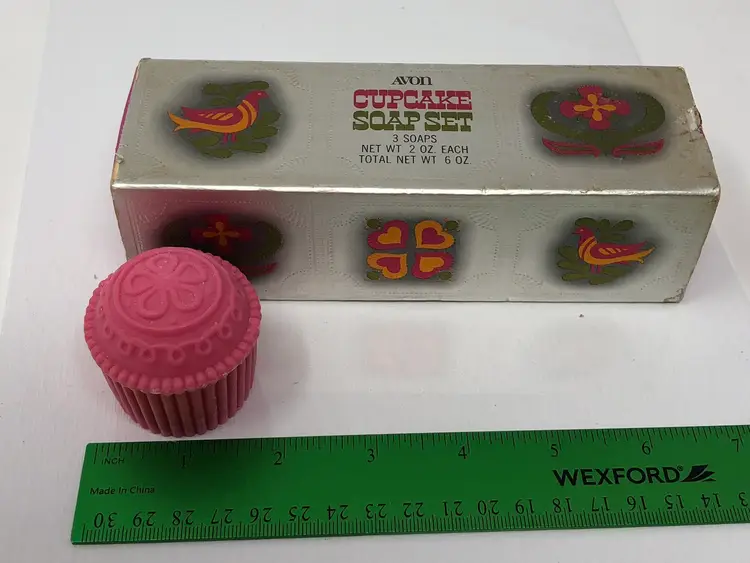 AVON
CUPCAKE
SOAP SET
3 SOAPS
NET WT 2 OZ. EACH
TOTAL NET WT 6 OZ
INCH 1 2 3 4 5 6 7
WEXFORD®
Made In China
30 29 28 27 26 25 24 23 22 21 20 19 18 17 16 15 14 13